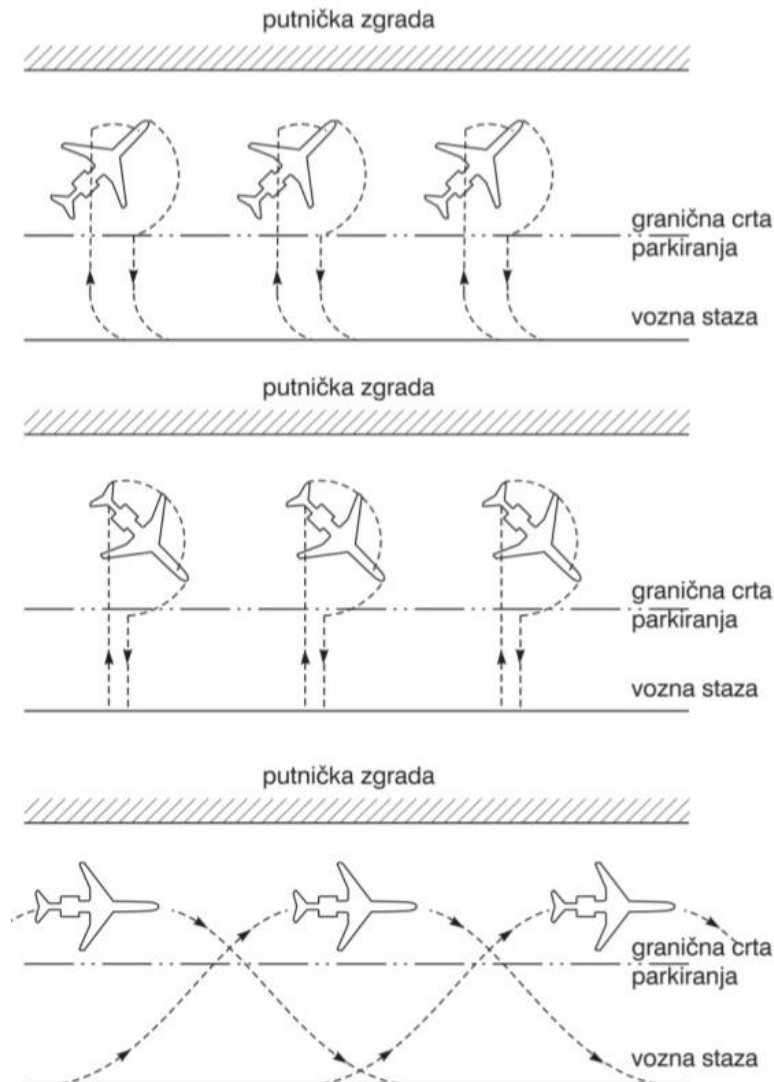 putnička zgrada
granična crta
parkiranja
vozna staza
putnička zgrada
granična crta
parkiranja
vozna staza
putnička zgrada
granična crta
parkiranja
vozna staza